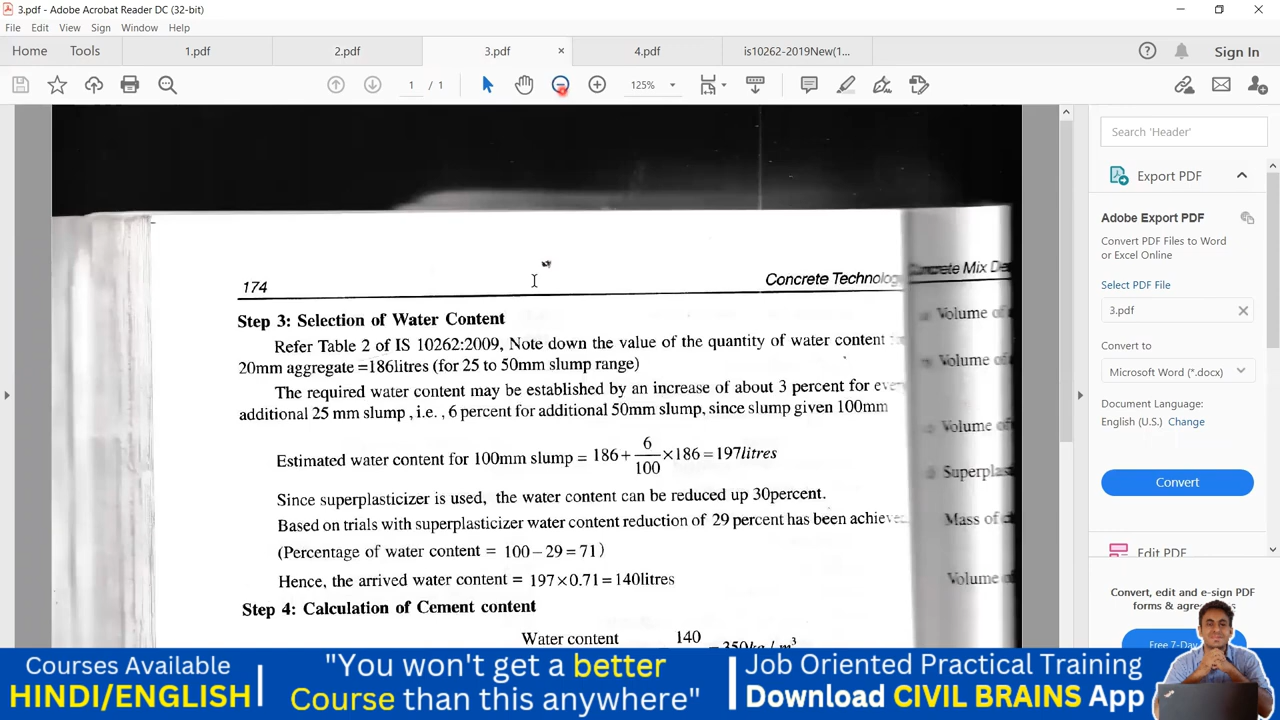 3.pdf - Adobe Acrobat Reader DC (32-bit)
File Edit View Sign Window Help
Home Tools 1.pdf 2.pdf 3.pdf × 4.pdf is10262-2019New(1... Sign In
1 / 1 125%
174 Concrete Technolog
Step 3: Selection of Water Content
Refer Table 2 of IS 10262:2009, Note down the value of the quantity of water content
20mm aggregate =186litres (for 25 to 50mm slump range)
The required water content may be established by an increase of about 3 percent for eve
additional 25 mm slump , i.e. , 6 percent for additional 50mm slump, since slump given 100mm
Estimated water content for 100mm slump = 186 + 6/100 ×186 = 197litres
Since superplasticizer is used, the water content can be reduced up 30percent.
Based on trials with superplasticizer water content reduction of 29 percent has been achieve
(Percentage of water content = 100 – 29 = 71)
Hence, the arrived water content = 197 × 0.71 = 140litres
Step 4: Calculation of Cement content
Water content 140
= 350kg / m³
Concrete Mix De
Volume of
Volume of
Volume of
Superplas
Mass of
Volume of
Search 'Header'
Export PDF
Adobe Export PDF
Convert PDF Files to Word
or Excel Online
Select PDF File
3.pdf
Convert to
Microsoft Word (*.docx)
Document Language:
English (U.S.) Change
Convert
Edit PDF
Convert, edit and e-sign PDF
forms & agre
Free 7-Day
Courses Available
HINDI/ENGLISH
"You won't get a better
Course than this anywhere"
Job Oriented Practical Training
Download CIVIL BRAINS App